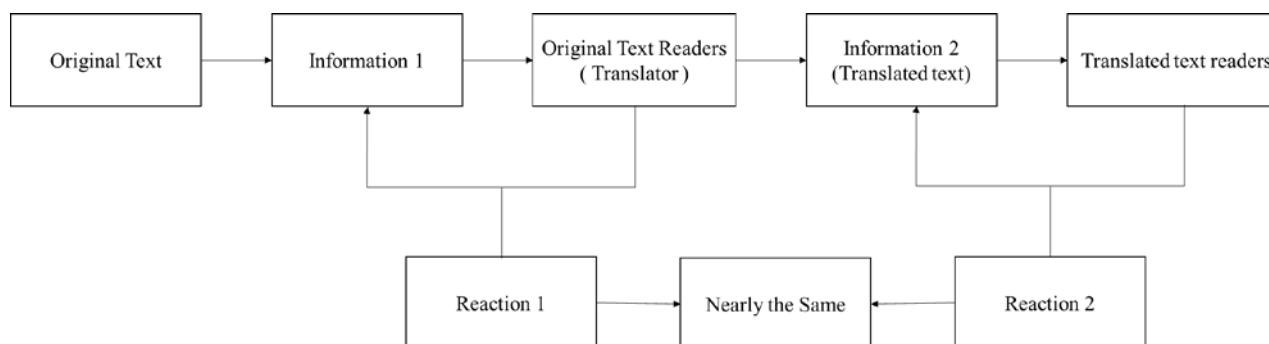 Original Text
Information 1
Original Text Readers
( Translator )
Information 2
(Translated text)
Translated text readers
Reaction 1
Nearly the Same
Reaction 2